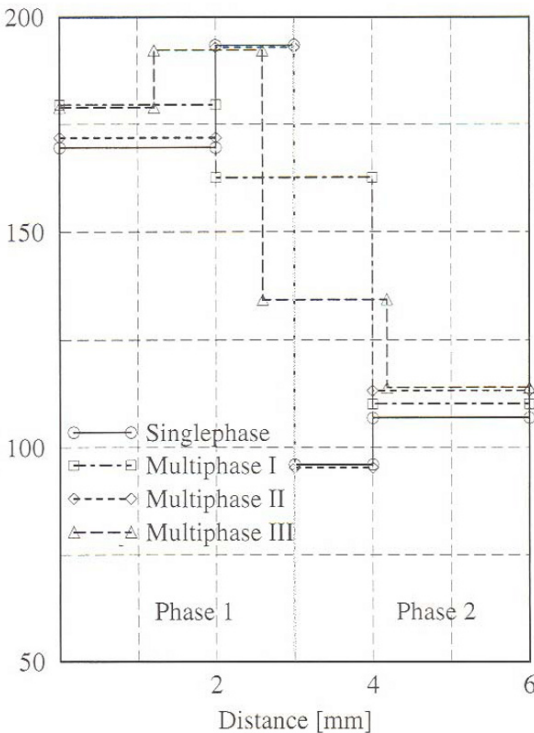 200
150
100
50
Singlephase
Multiphase I
Multiphase II
Multiphase III
Phase 1
Phase 2
2
4
6
Distance [mm]